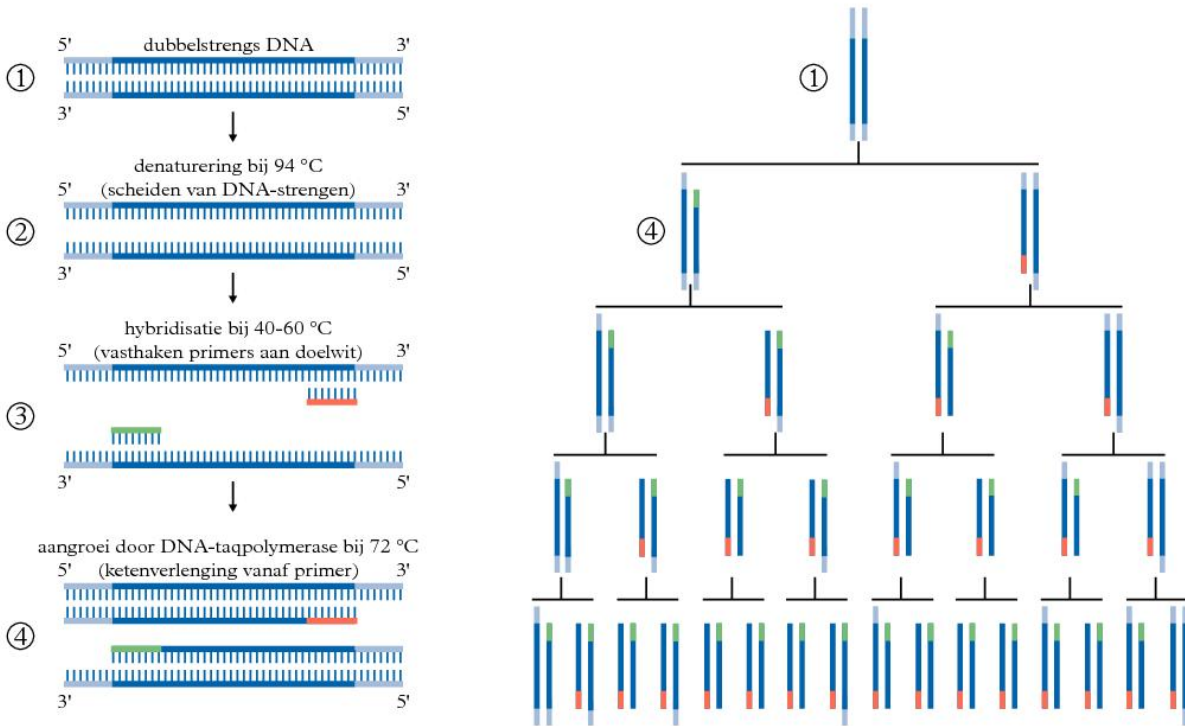 5' dubbelstrengs DNA 3'
①
3' 5'
denaturering bij 94 °C
5' (scheiden van DNA-strengen) 3'
②
3' 5'
hybridisatie bij 40-60 °C
5' (vasthaken primers aan doelwit) 3'
③
3' 5'
aangroei door DNA-taqpolymerase bij 72 °C
5' (ketenverlenging vanaf primer) 3'
④
3' 5'
①
④